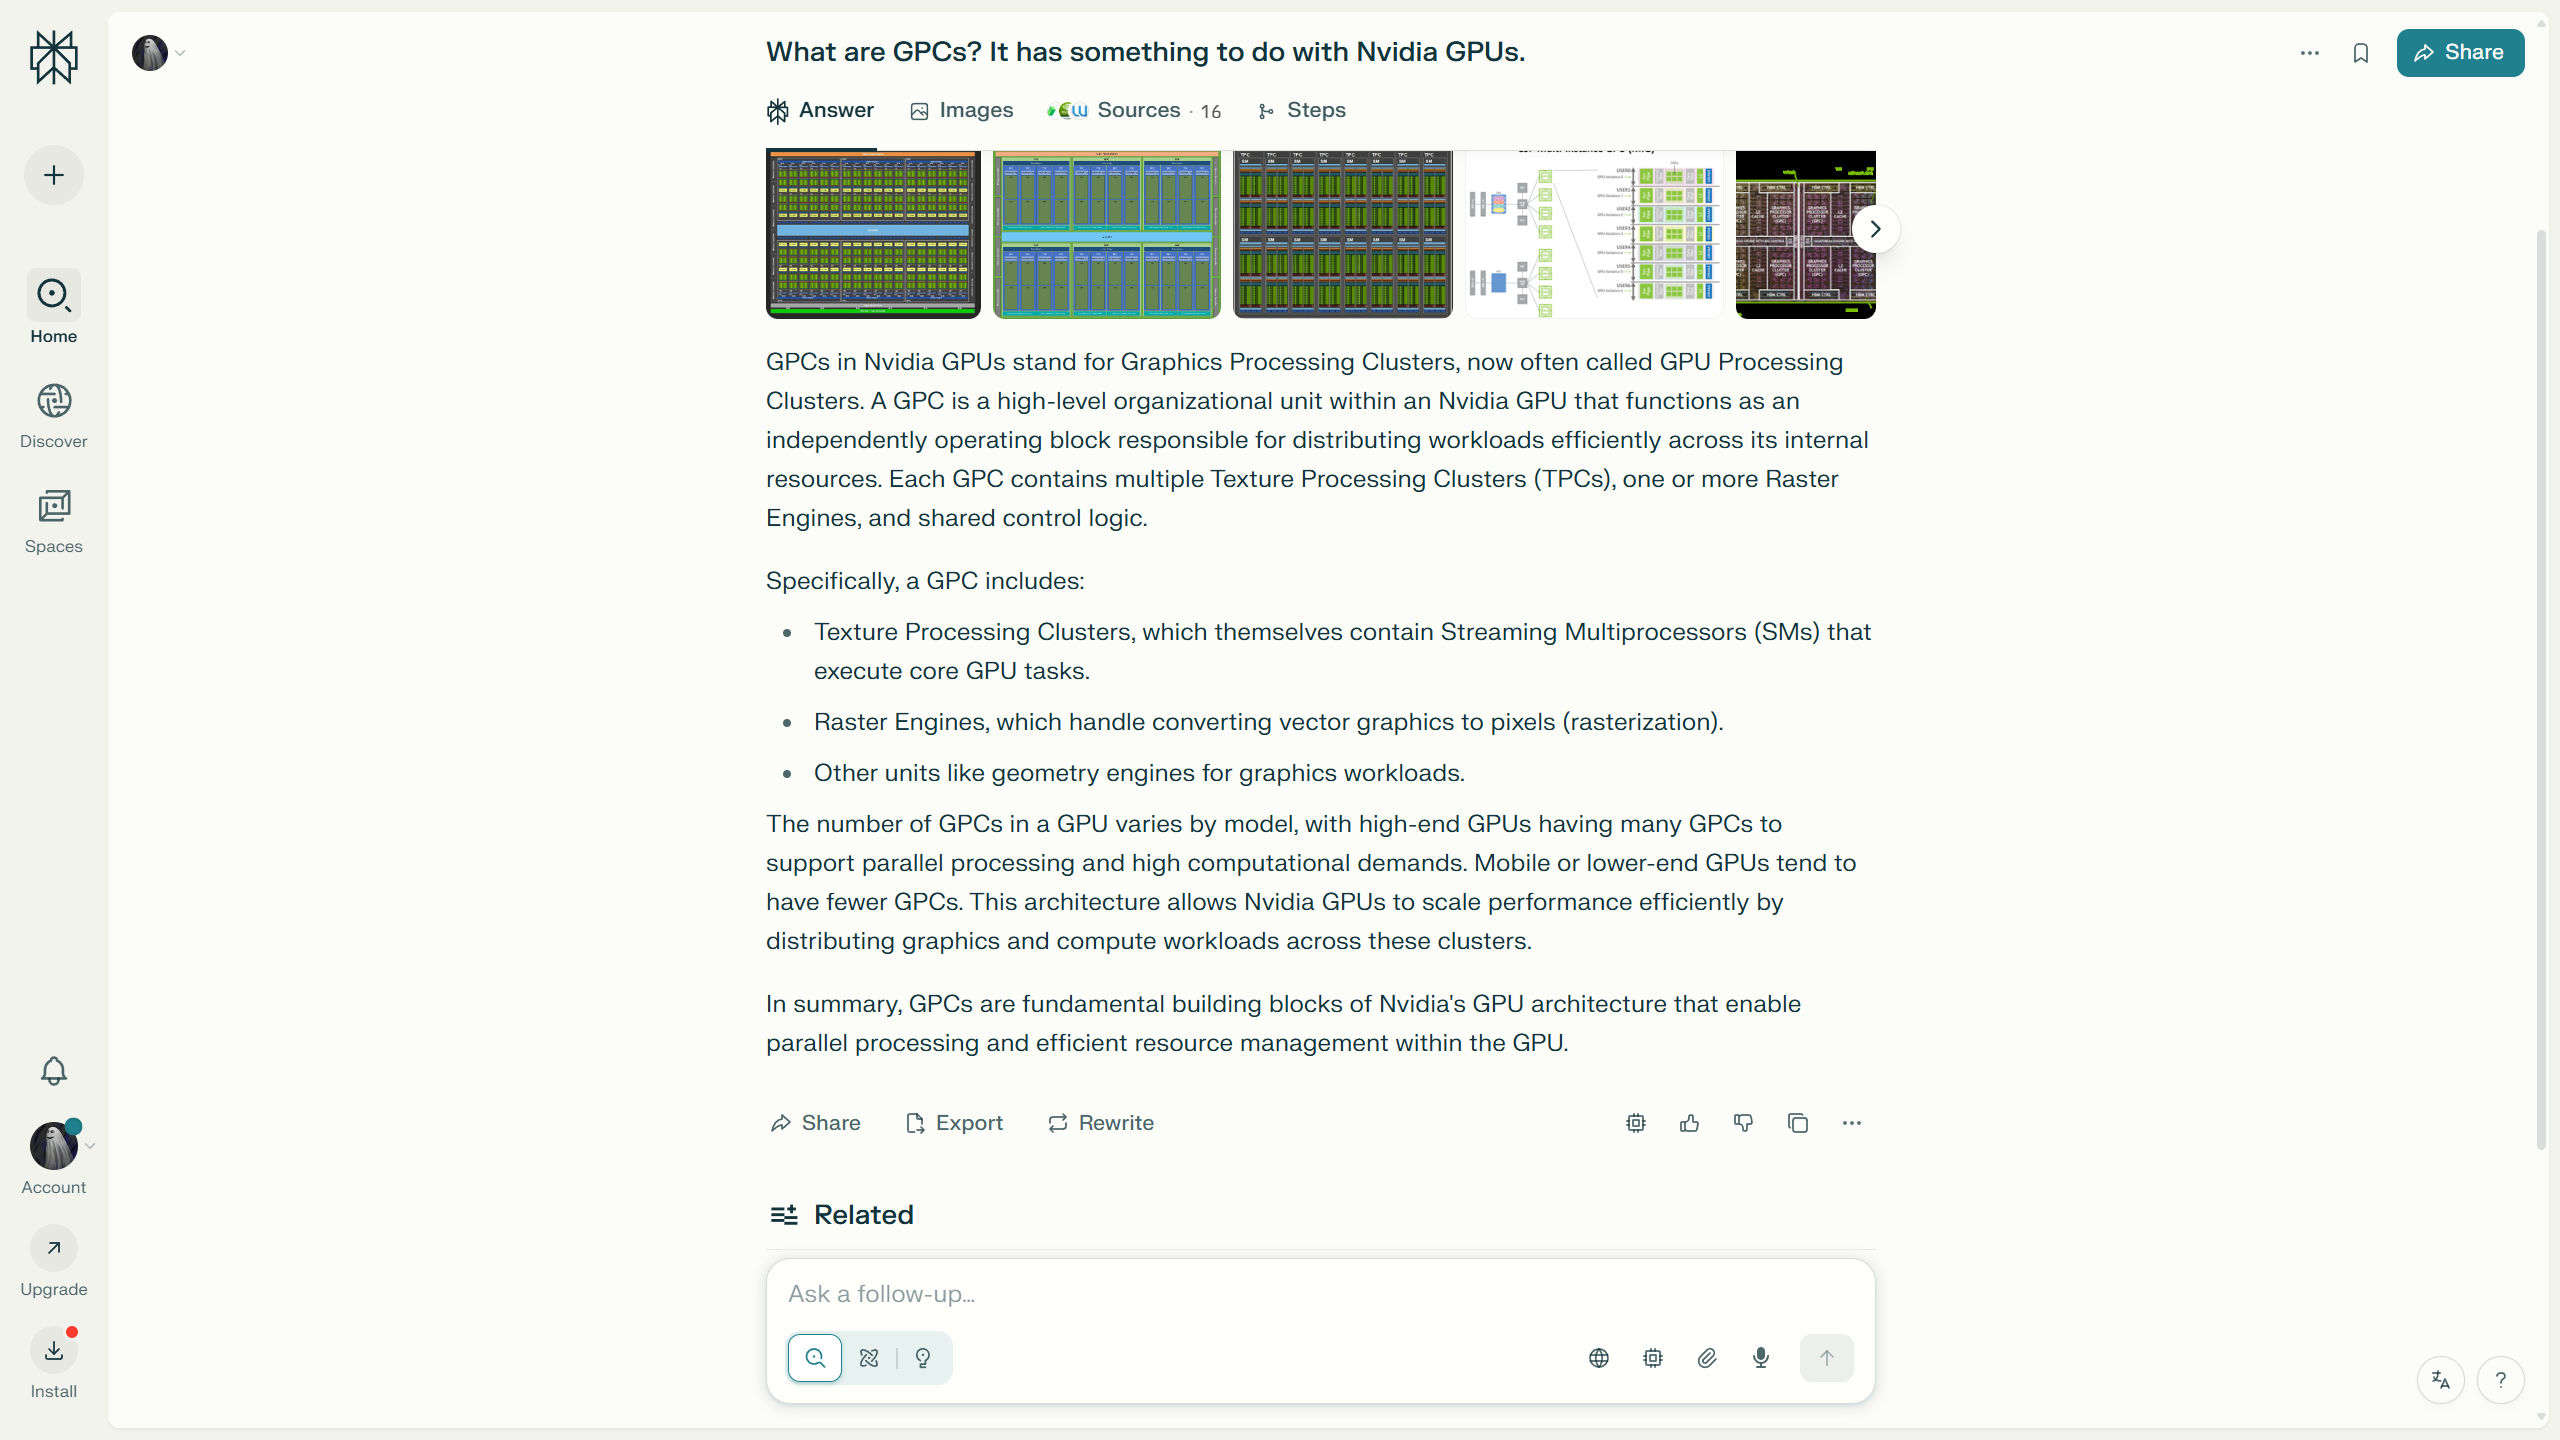 What are GPCs? It has something to do with Nvidia GPUs.
Share
Answer
Images
Sources · 16
Steps
Home
Discover
Spaces
GPCs in Nvidia GPUs stand for Graphics Processing Clusters, now often called GPU Processing
Clusters. A GPC is a high-level organizational unit within an Nvidia GPU that functions as an
independently operating block responsible for distributing workloads efficiently across its internal
resources. Each GPC contains multiple Texture Processing Clusters (TPCs), one or more Raster
Engines, and shared control logic.
Specifically, a GPC includes:
• Texture Processing Clusters, which themselves contain Streaming Multiprocessors (SMs) that
execute core GPU tasks.
• Raster Engines, which handle converting vector graphics to pixels (rasterization).
• Other units like geometry engines for graphics workloads.
The number of GPCs in a GPU varies by model, with high-end GPUs having many GPCs to
support parallel processing and high computational demands. Mobile or lower-end GPUs tend to
have fewer GPCs. This architecture allows Nvidia GPUs to scale performance efficiently by
distributing graphics and compute workloads across these clusters.
In summary, GPCs are fundamental building blocks of Nvidia's GPU architecture that enable
parallel processing and efficient resource management within the GPU.
Share
Export
Rewrite
Related
Ask a follow-up...
Account
Upgrade
Install
?